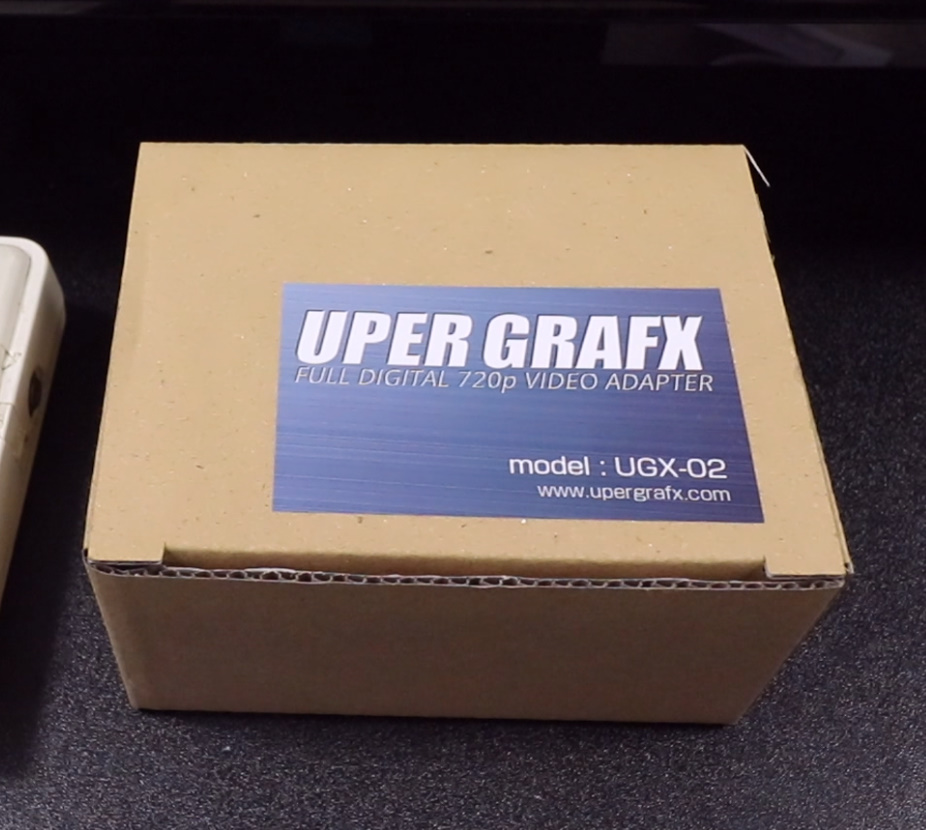 UPER GRAFX
FULL DIGITAL 720p VIDEO ADAPTER
model : UGX-02
www.upergrafx.com